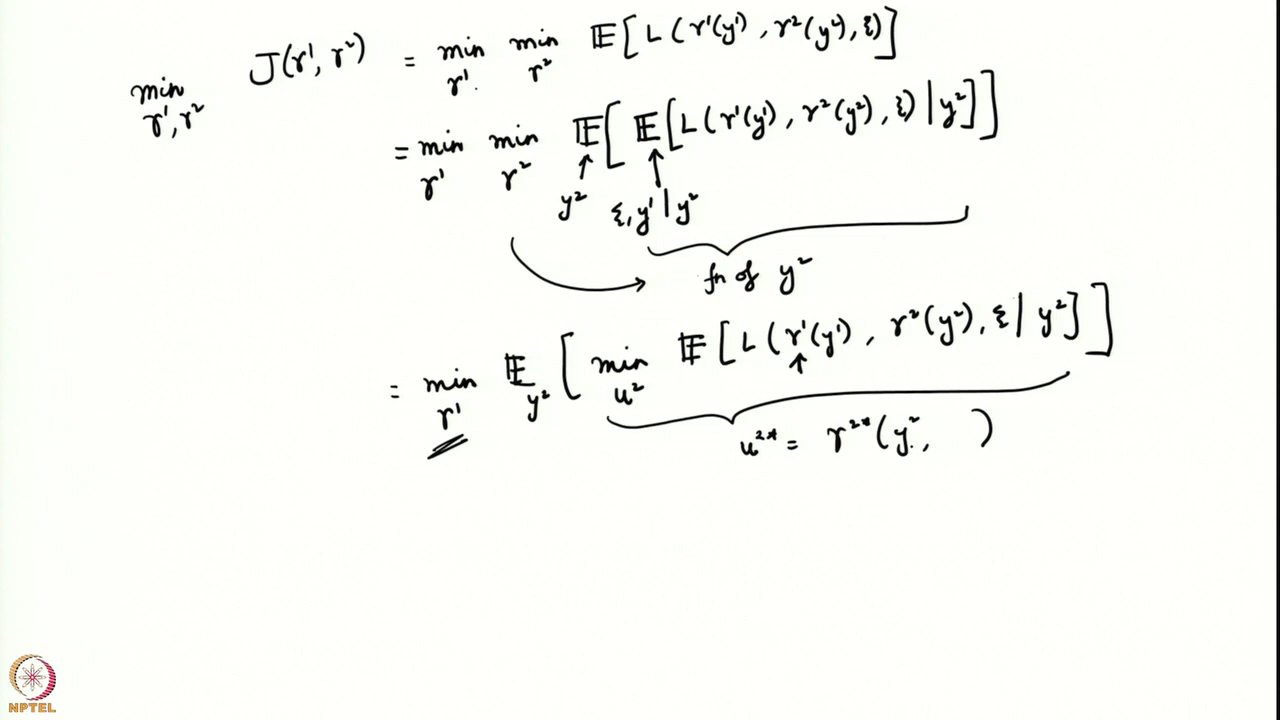 min J(γ¹, γ²) = min min 𝔼[L(γ¹(y¹), γ²(y²), ξ)]
γ¹,γ² γ¹ γ²
= min min 𝔼[𝔼[L(γ¹(y¹), γ²(y²), ξ) | y²]]
γ¹ γ² ↑ ↑
y² ξ, y¹ | y²
fn of y²
= min 𝔼 [min 𝔼[L(γ¹(y¹), γ²(y²), ξ | y²]]
γ¹ y² u² ↑
u²* = γ²*(y², )
NPTEL